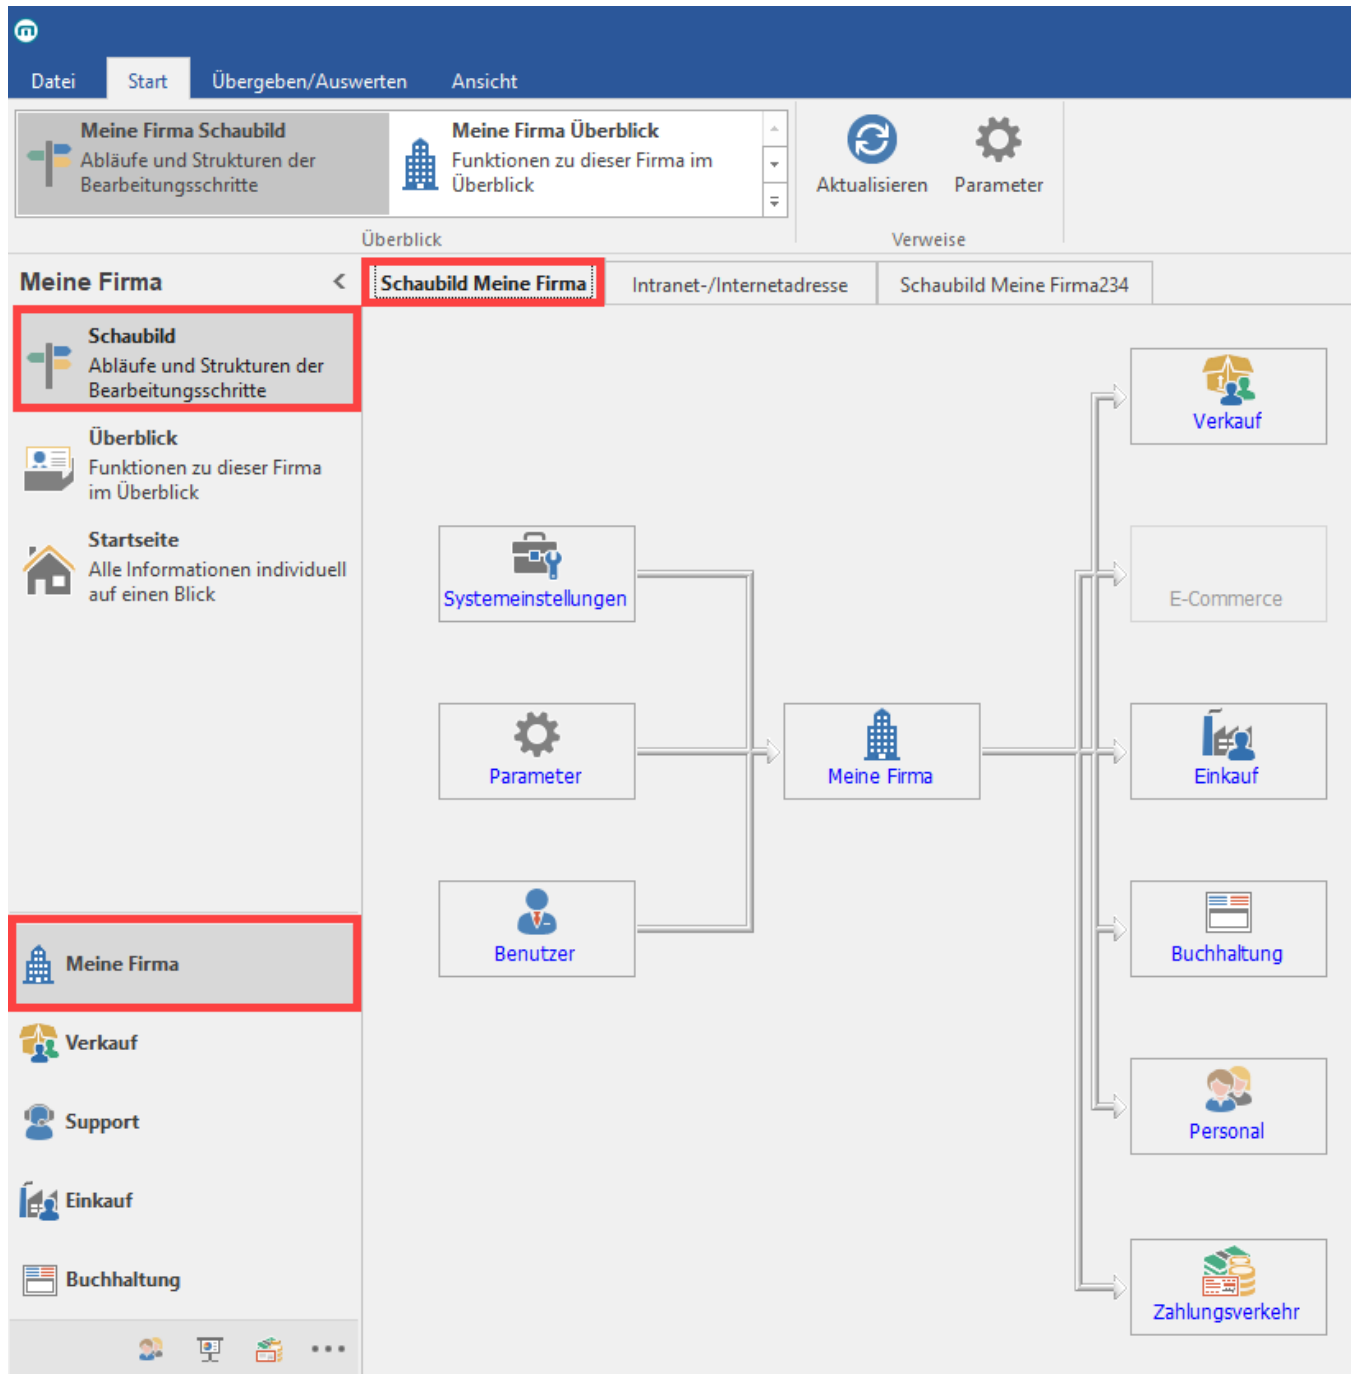 Datei Start Übergeben/Auswerten Ansicht
Meine Firma Schaubild
Abläufe und Strukturen der
Bearbeitungsschritte
Meine Firma Überblick
Funktionen zu dieser Firma im
Überblick
Aktualisieren Parameter
Überblick Verweise
Meine Firma
Schaubild
Abläufe und Strukturen der
Bearbeitungsschritte
Überblick
Funktionen zu dieser Firma
im Überblick
Startseite
Alle Informationen individuell
auf einen Blick
Meine Firma
Verkauf
Support
Einkauf
Buchhaltung
Schaubild Meine Firma Intranet-/Internetadresse Schaubild Meine Firma234
Verkauf
Systemeinstellungen E-Commerce
Parameter Meine Firma Einkauf
Benutzer Buchhaltung
Personal
Zahlungsverkehr